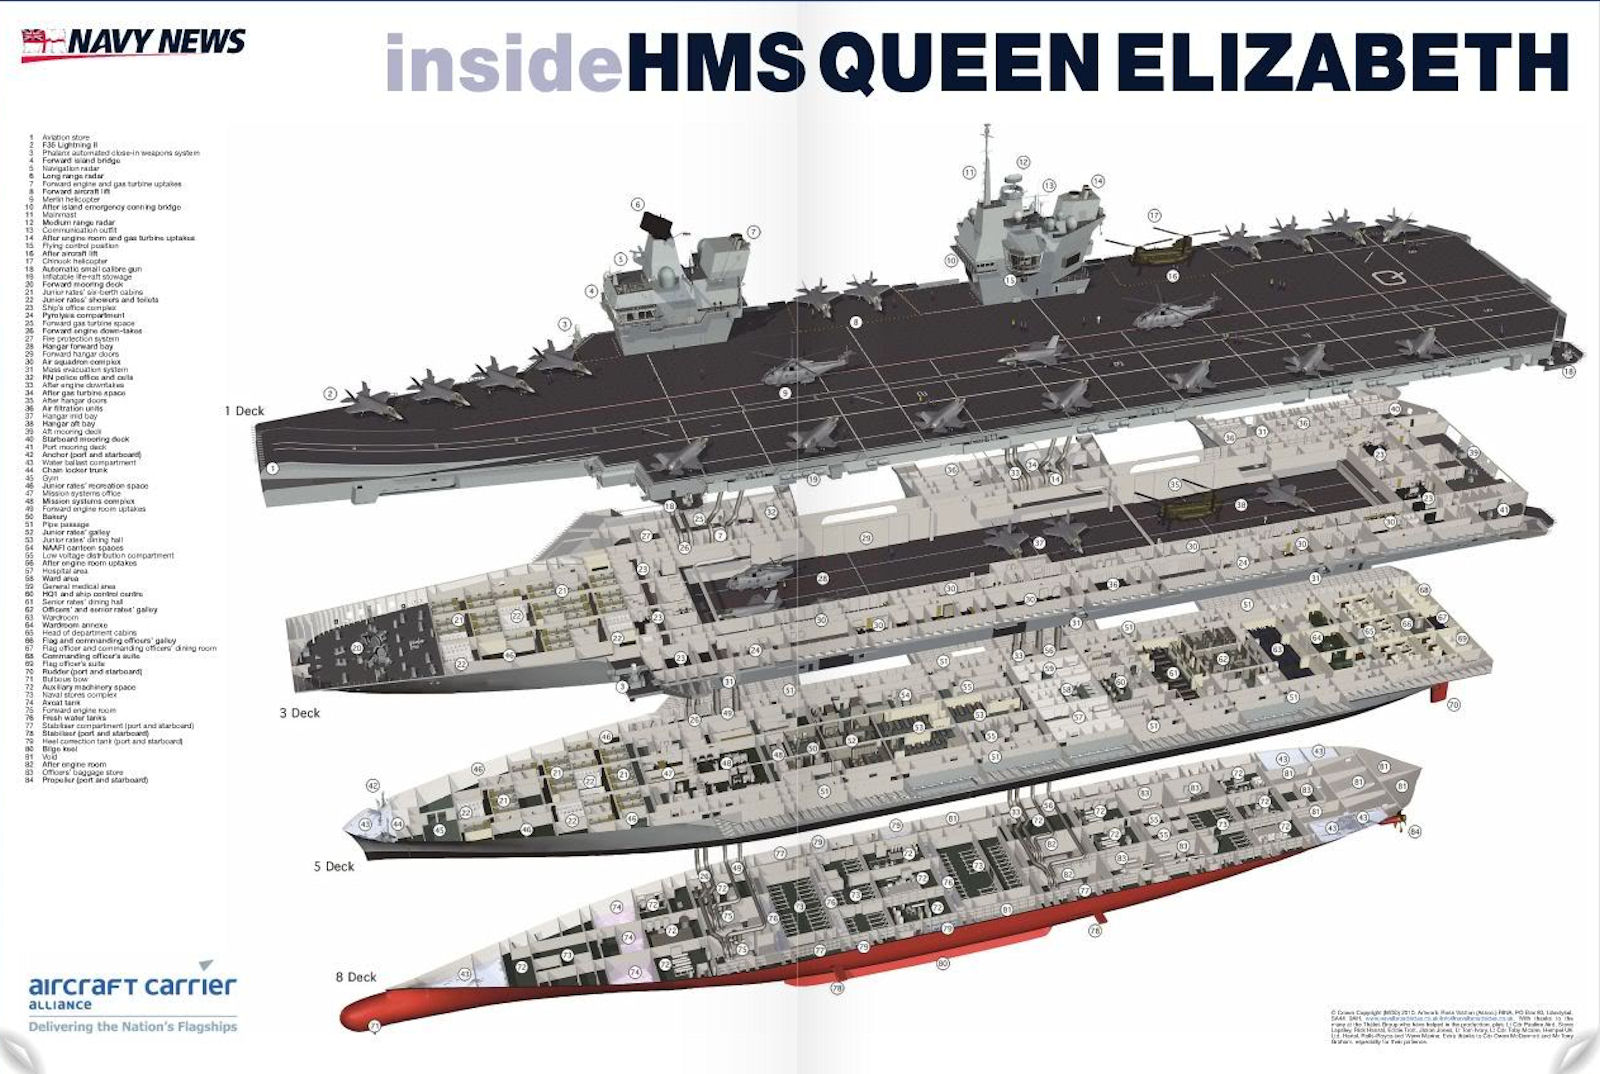 NAVY NEWS
insideHMS QUEEN ELIZABETH
1 Aviation store
2 F35 Lightning II
3 Phalanx automated close-in weapons system
4 Forward island bridge
5 Navigation radar
6 Long range radar
7 Forward engine and gas turbine uptakes
8 Forward aircraft lift
9 Merlin helicopter
10 After island emergency conning bridge
11 Mainmast
12 Medium range radar
13 Communication outfit
14 After engine room and gas turbine uptakes
15 Flying control position
16 After aircraft lift
17 Chinook helicopter
18 Automatic small calibre gun
19 Inflatable life-raft stowage
20 Forward mooring deck
21 Junior rates' six-berth cabins
22 Junior rates' showers and toilets
23 Ship's office complex
24 Pyrolysis compartment
25 Forward gas turbine space
26 Forward engine down-takes
27 Fire protection system
28 Hangar forward bay
29 Forward hangar doors
30 Air squadron complex
31 Mass evacuation system
32 RN police office and cells
33 After engine downtakes
34 After gas turbine space
35 After hangar doors
36 Air filtration units
37 Hangar mid bay
38 Hangar aft bay
39 Aft mooring deck
40 Starboard mooring deck
41 Port mooring deck
42 Anchor (port and starboard)
43 Water ballast compartment
44 Chain locker trunk
45 Gym
46 Junior rates' recreation space
47 Mission systems office
48 Mission systems complex
49 Forward engine room uptakes
50 Bakery
51 Pipe passage
52 Junior rates' galley
53 Junior rates' dining hall
54 NAAFI canteen spaces
55 Low voltage distribution compartment
56 After engine room uptakes
57 Hospital area
58 Ward area
59 General medical area
60 HQ1 and ship control centre
61 Senior rates' dining hall
62 Officers' and senior rates' galley
63 Wardroom
64 Wardroom annexe
65 Head of department cabins
66 Flag and commanding officers' galley
67 Flag officer and commanding officers' dining room
68 Commanding officer's suite
69 Flag officer's suite
70 Rudder (port and starboard)
71 Bulbous bow
72 Auxiliary machinery space
73 Naval stores complex
74 Avcat tank
75 Forward engine room
76 Fresh water tanks
77 Stabiliser compartment (port and starboard)
78 Stabiliser (port and starboard)
79 Heel correction tank (port and starboard)
80 Bilge keel
81 Void
82 After engine room
83 Officers' baggage store
84 Propeller (port and starboard)
1 Deck
3 Deck
5 Deck
8 Deck
aircraft carrier
ALLIANCE
Delivering the Nation's Flagships